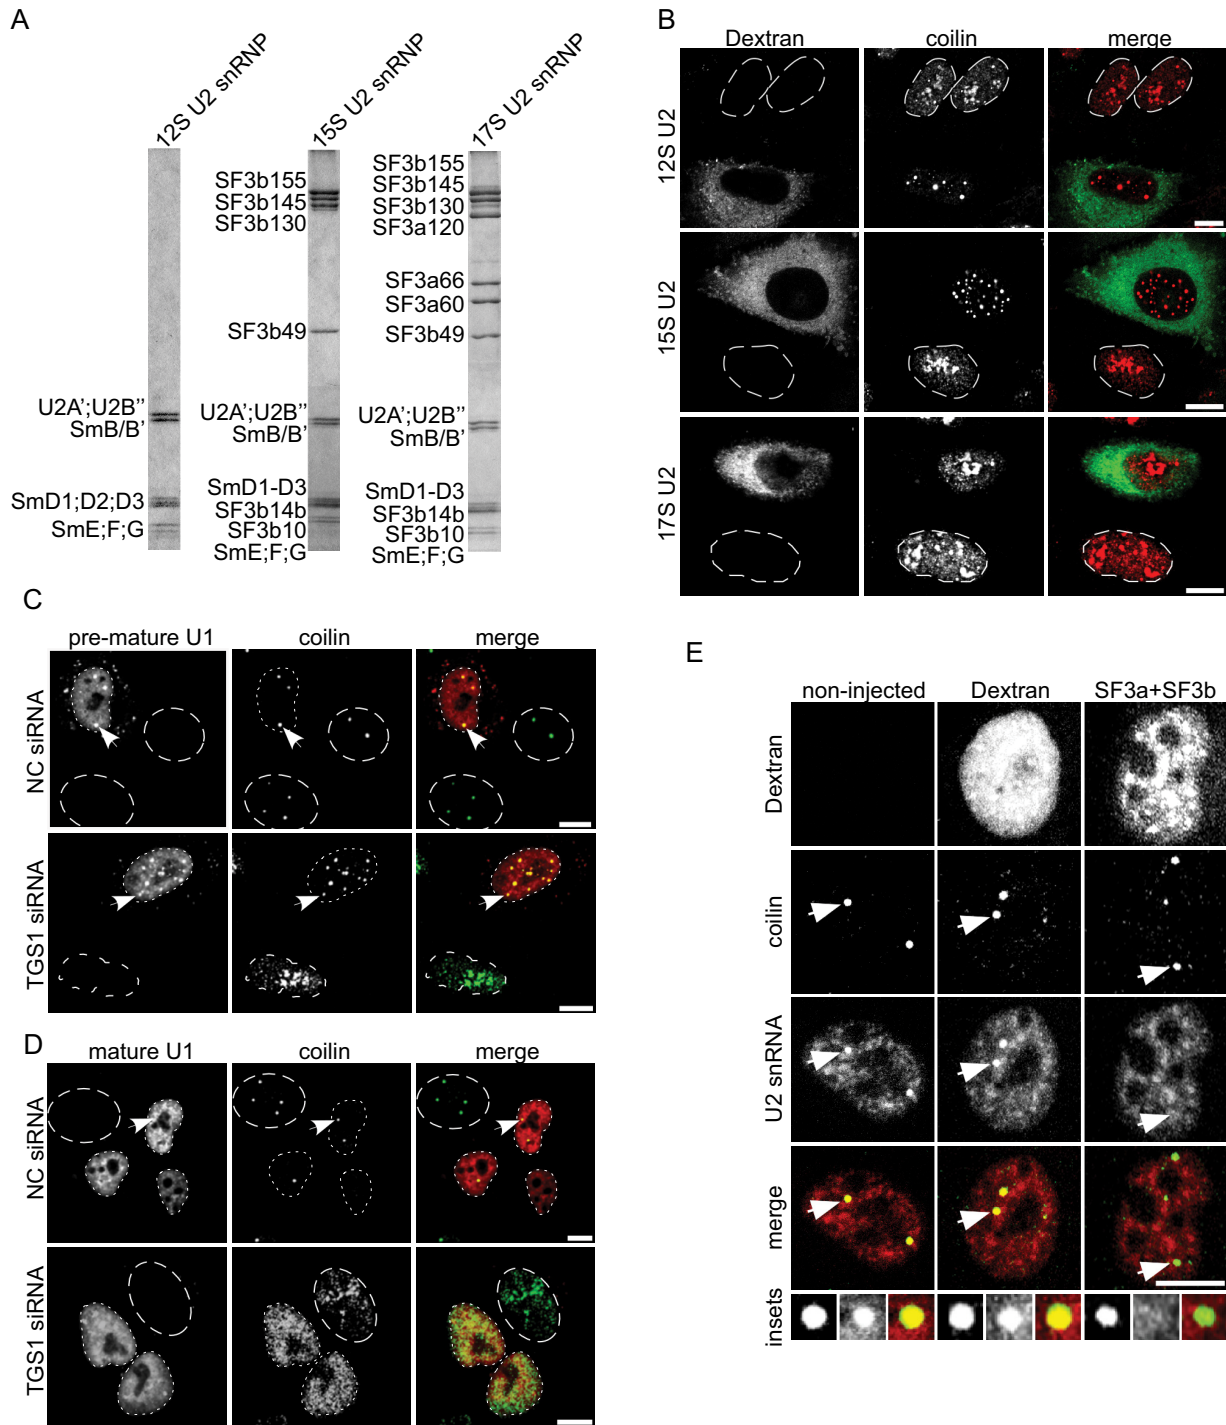 A
12S U2 snRNP
15S U2 snRNP
17S U2 snRNP
U2A';U2B''
SmB/B'
SmD1;D2;D3
SmE;F;G
SF3b155
SF3b145
SF3b130
SF3b49
U2A';U2B''
SmB/B'
SmD1-D3
SF3b14b
SF3b10
SmE;F;G
SF3b155
SF3b145
SF3b130
SF3a120
SF3a66
SF3a60
SF3b49
U2A';U2B''
SmB/B'
SmD1-D3
SF3b14b
SF3b10
SmE;F;G
B
Dextran coilin merge
12S U2
15S U2
17S U2
C
pre-mature U1 coilin merge
NC siRNA
TGS1 siRNA
D
mature U1 coilin merge
NC siRNA
TGS1 siRNA
E
non-injected Dextran SF3a+SF3b
Dextran
coilin
U2 snRNA
merge
insets